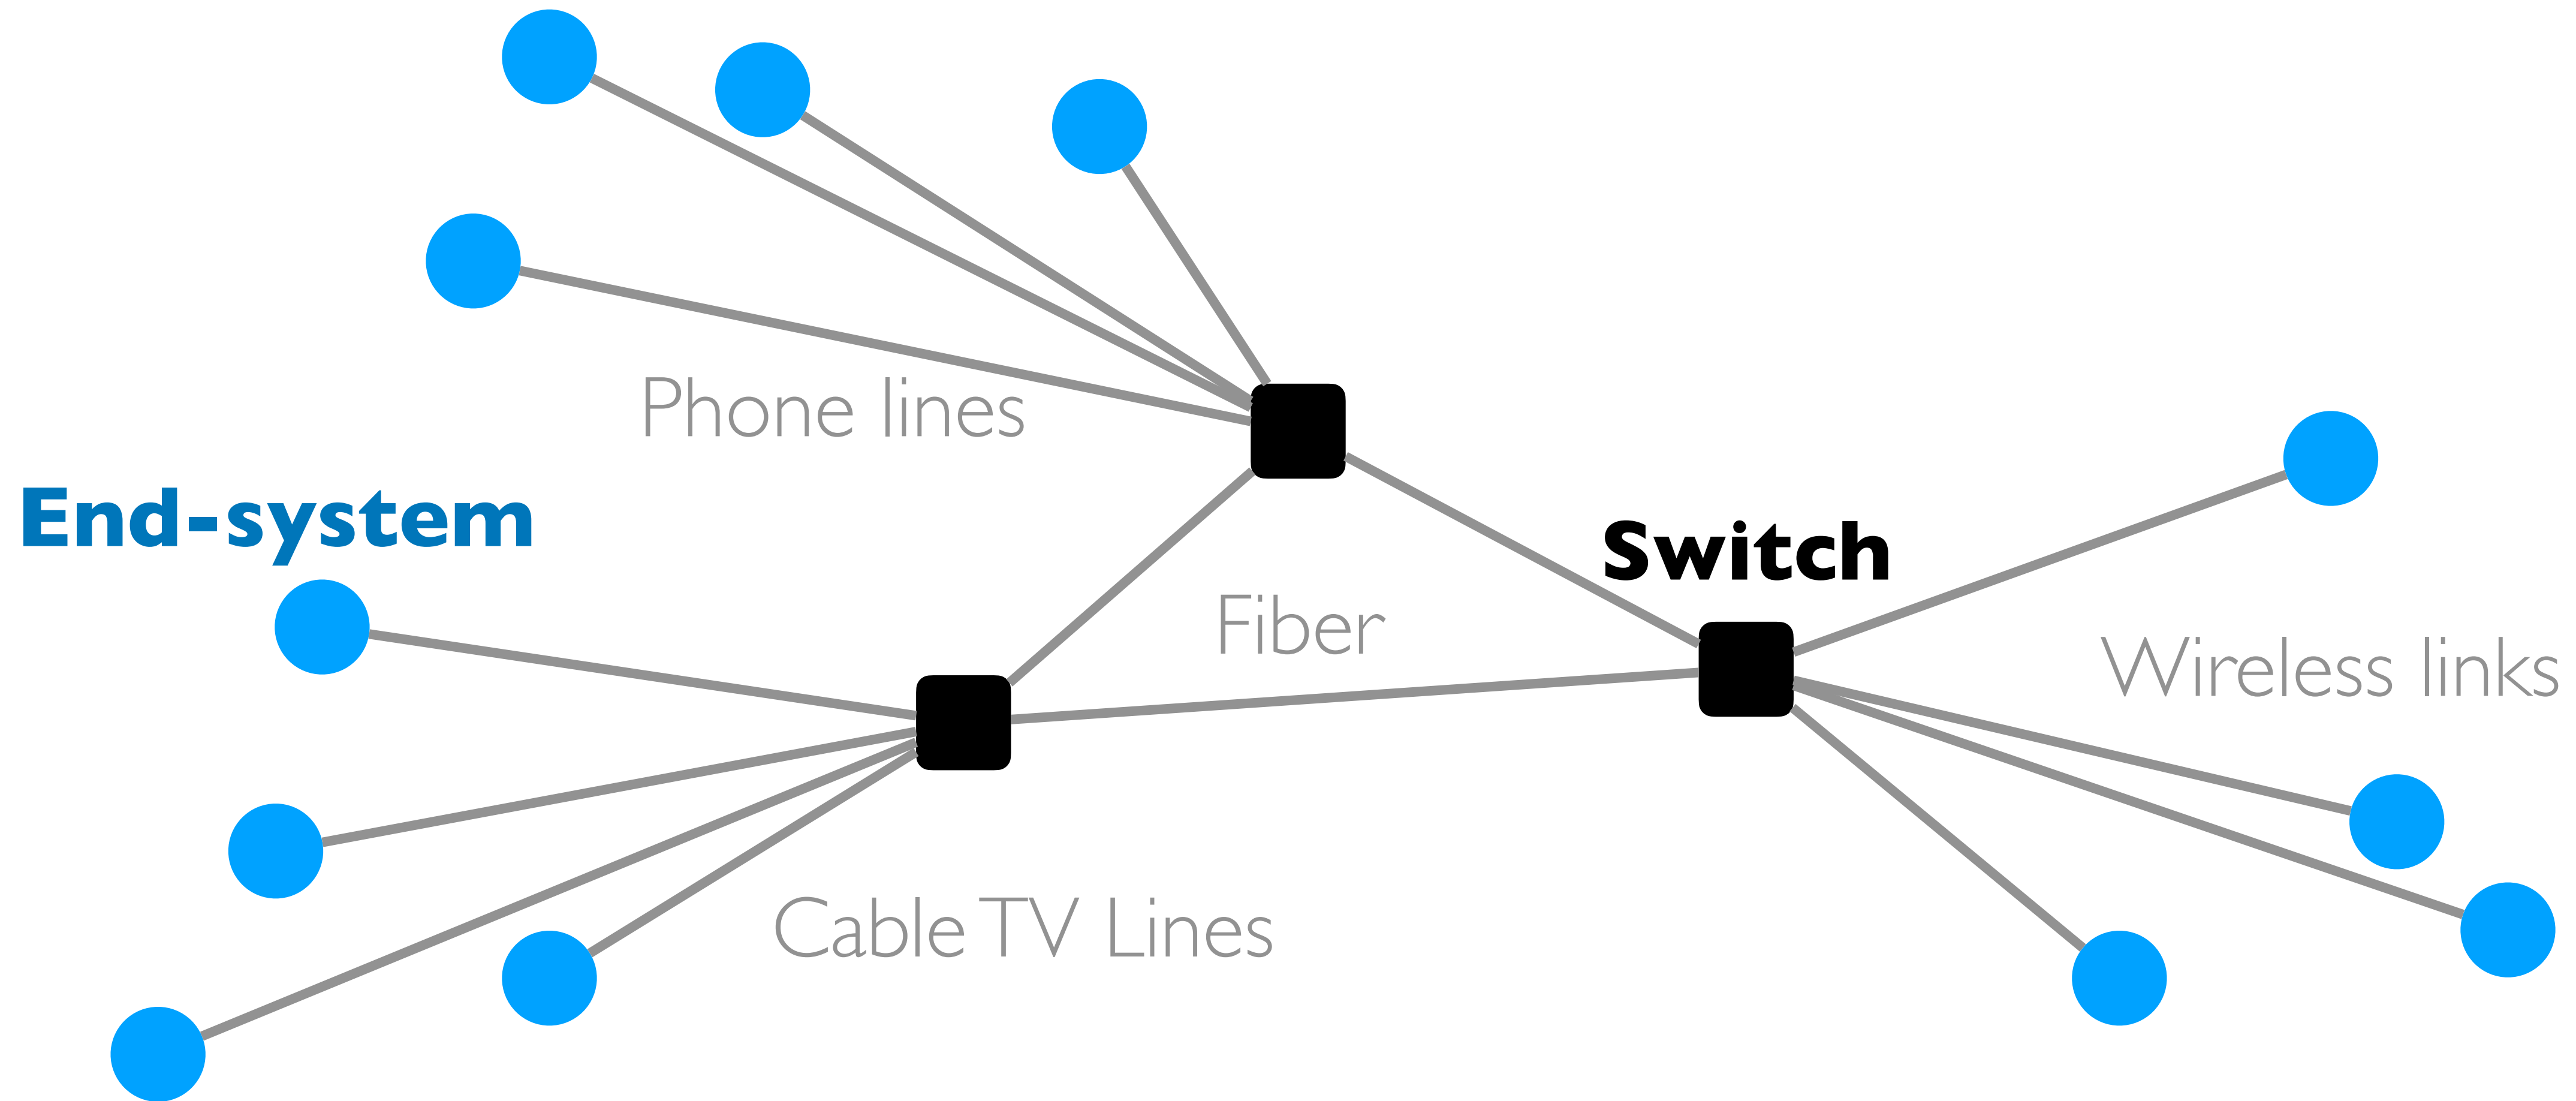 Phone lines
End-system
Switch
Fiber
Wireless links
Cable TV Lines